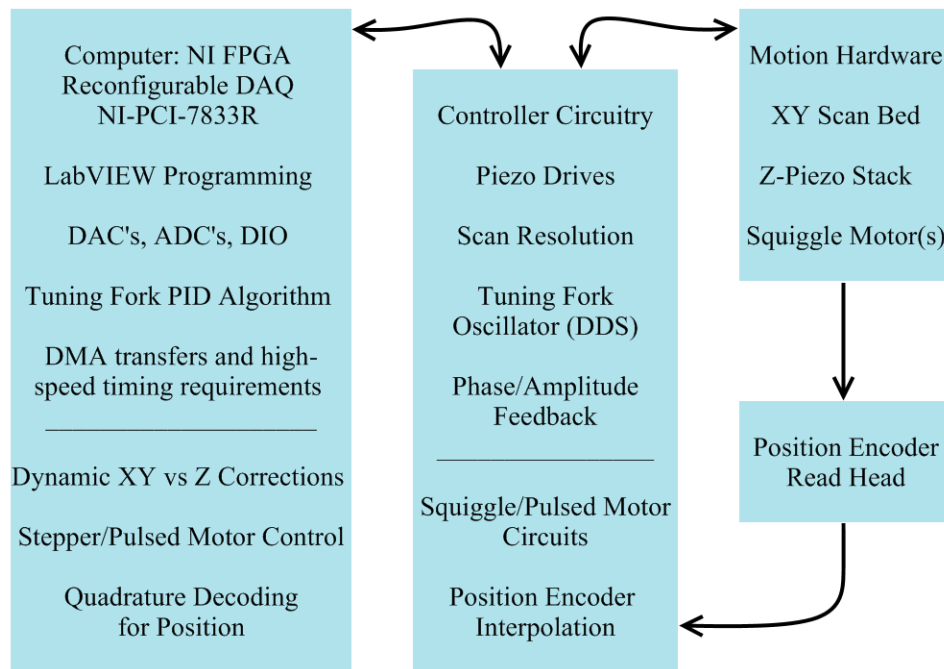 Computer: NI FPGA
Reconfigurable DAQ
NI-PCI-7833R
LabVIEW Programming
DAC's, ADC's, DIO
Tuning Fork PID Algorithm
DMA transfers and high-
speed timing requirements
Dynamic XY vs Z Corrections
Stepper/Pulsed Motor Control
Quadrature Decoding
for Position
Controller Circuitry
Piezo Drives
Scan Resolution
Tuning Fork
Oscillator (DDS)
Phase/Amplitude
Feedback
Squiggle/Pulsed Motor
Circuits
Position Encoder
Interpolation
Motion Hardware
XY Scan Bed
Z-Piezo Stack
Squiggle Motor(s)
Position Encoder
Read Head